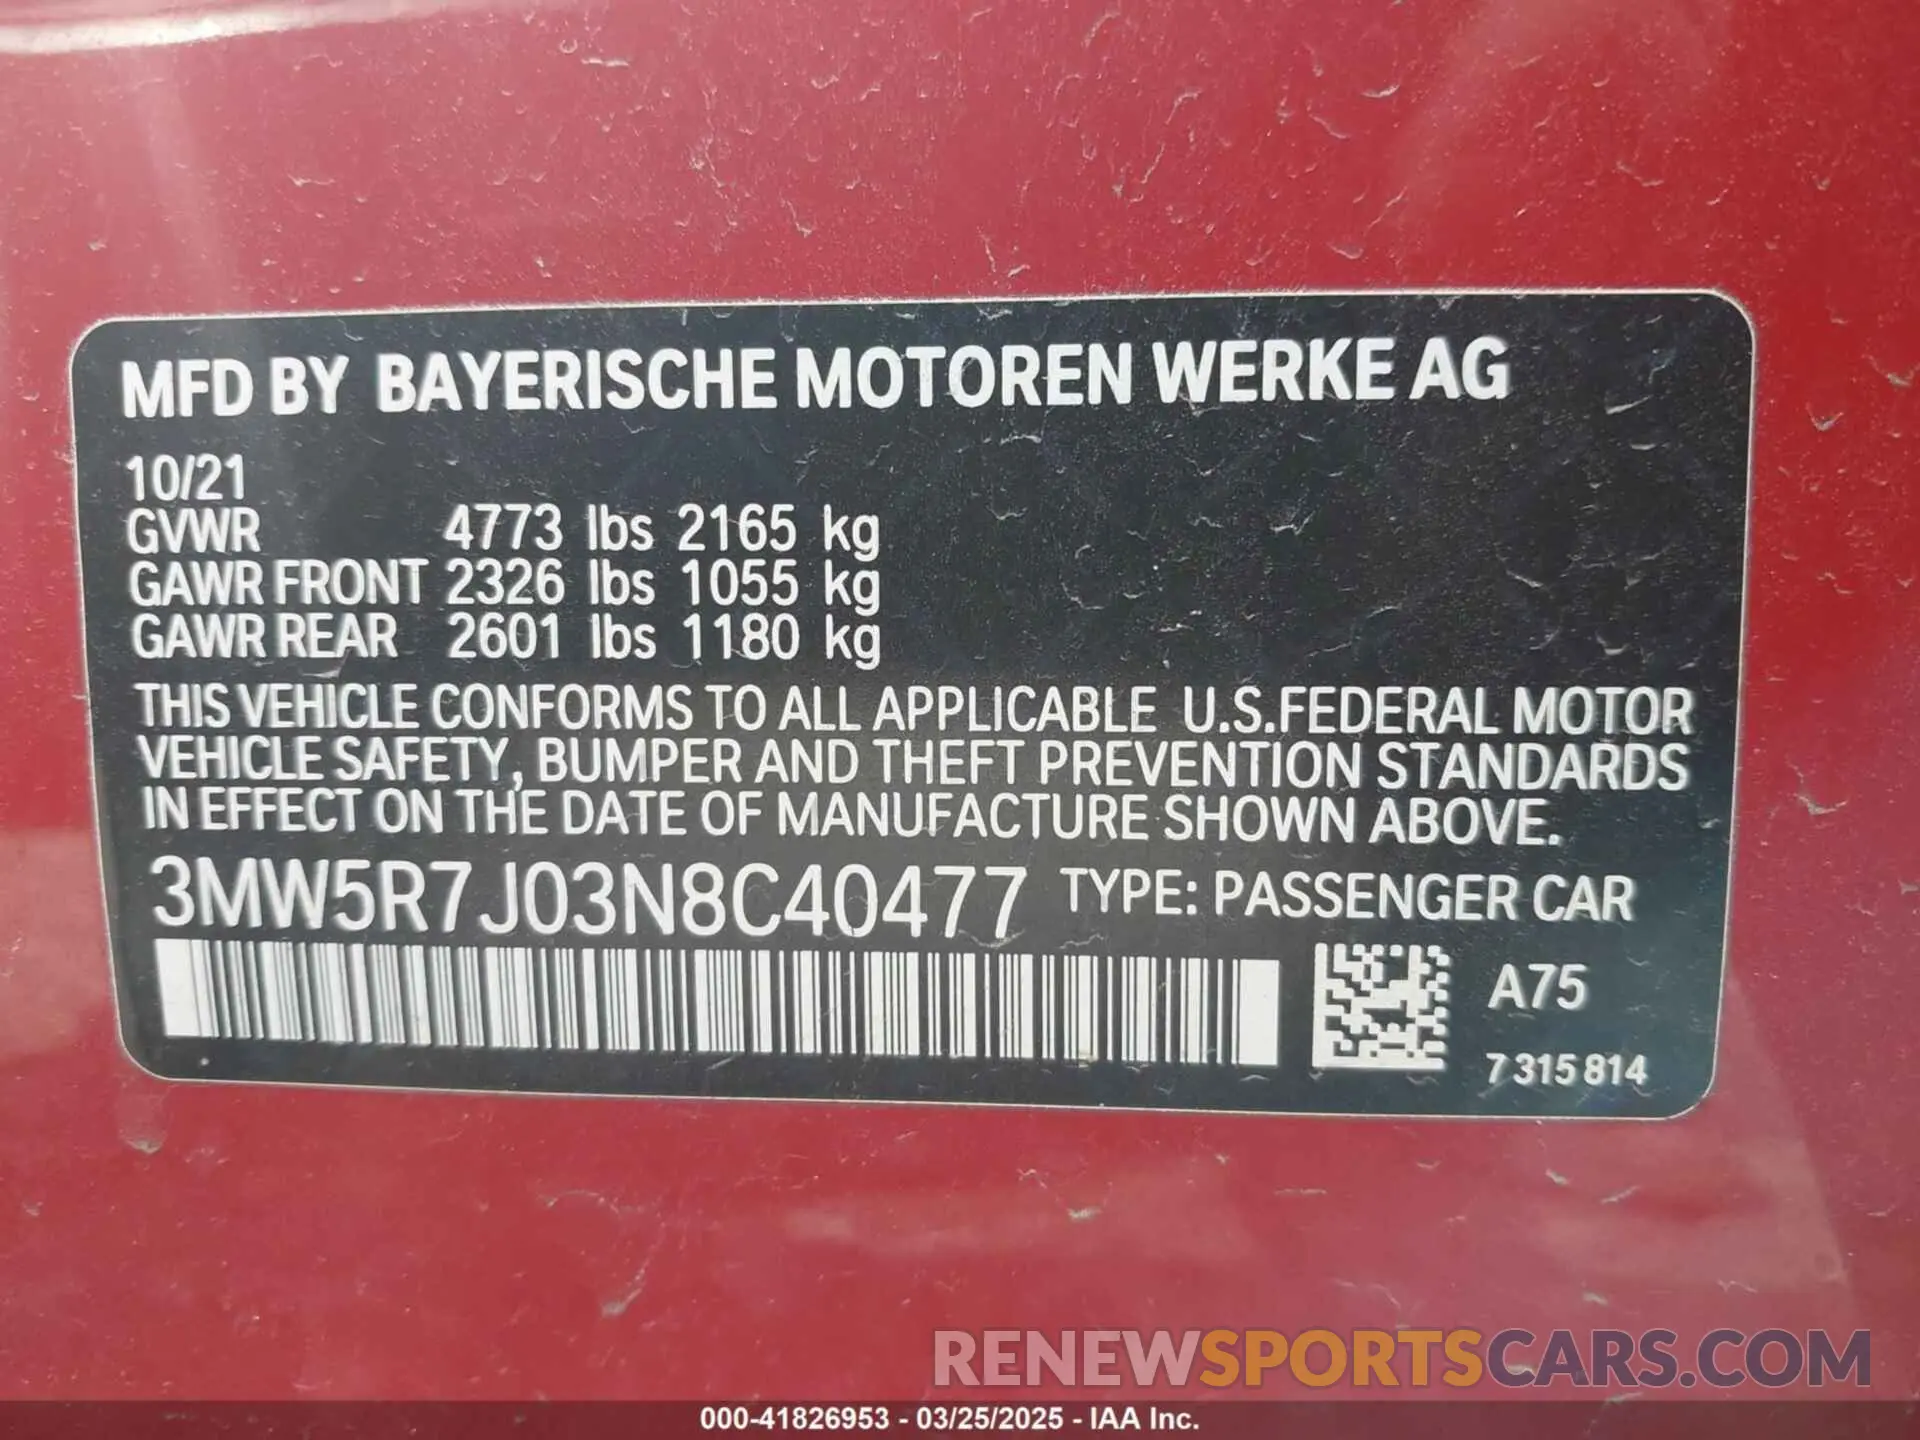 MFD BY BAYERISCHE MOTOREN WERKE AG
10/21
GVWR 4773 lbs 2165 kg
GAWR FRONT 2326 lbs 1055 kg
GAWR REAR 2601 lbs 1180 kg
THIS VEHICLE CONFORMS TO ALL APPLICABLE U.S.FEDERAL MOTOR
VEHICLE SAFETY, BUMPER AND THEFT PREVENTION STANDARDS
IN EFFECT ON THE DATE OF MANUFACTURE SHOWN ABOVE.
3MW5R7J03N8C40477 TYPE: PASSENGER CAR
A75
7 315 814
RENEWSPORTSCARS.COM
000-41826953 - 03/25/2025 - IAA Inc.